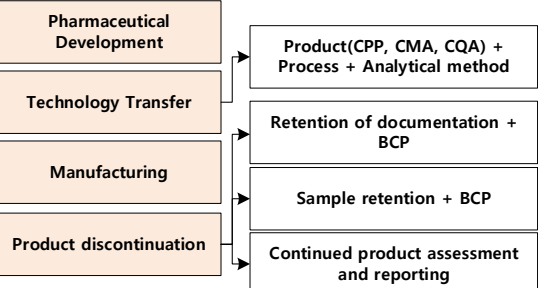 Pharmaceutical
Development
Technology Transfer
Manufacturing
Product discontinuation
Product(CPP, CMA, CQA) +
Process + Analytical method
Retention of documentation +
BCP
Sample retention + BCP
Continued product assessment
and reporting